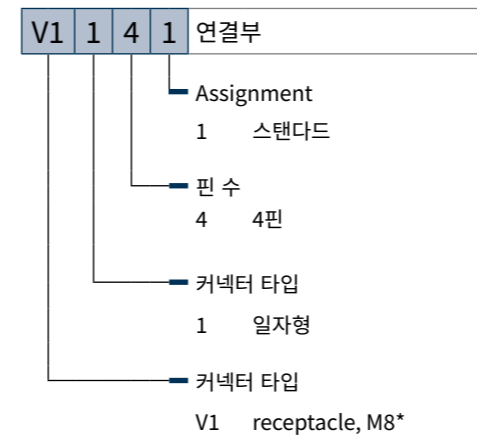 V1 1 4 1 연결부
Assignment
1 스탠다드
핀 수
4 4핀
커넥터 타입
1 일자형
커넥터 타입
V1 receptacle, M8*